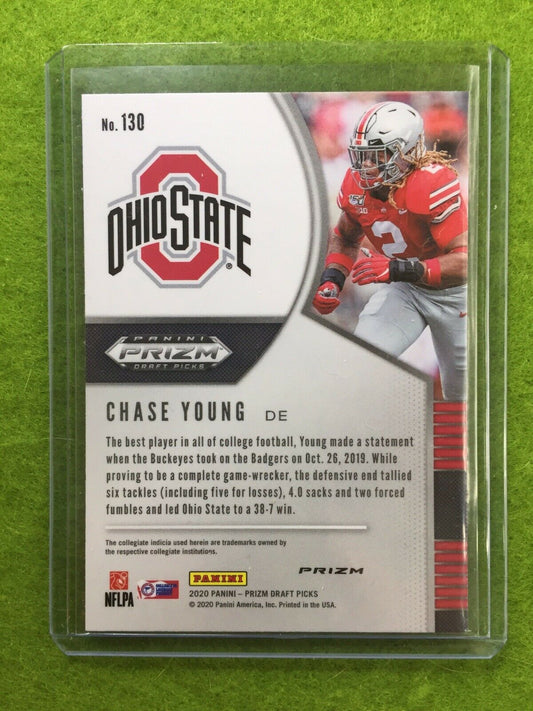 No. 130
OHIO STATE
®
2
PANINI
PRIZM
DRAFT PICKS
CHASE YOUNG DE
The best player in all of college football, Young made a statement
when the Buckeyes took on the Badgers on Oct. 26, 2019. While
proving to be a complete game-wrecker, the defensive end tallied
six tackles (including five for losses), 4.0 sacks and two forced
fumbles and led Ohio State to a 38-7 win.
The collegiate indicia used herein are trademarks owned by
the respective collegiate institutions.
NFLPA
PANINI
PRIZM
2020 PANINI – PRIZM DRAFT PICKS
© 2020 Panini America, Inc. Printed in the USA.